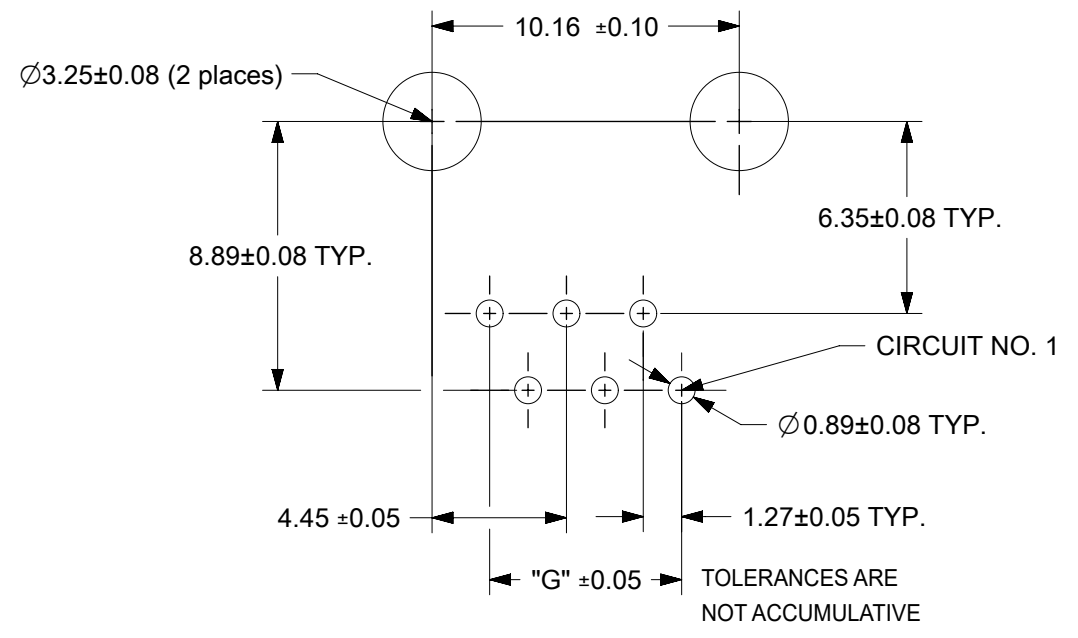 10.16 ±0.10
∅3.25±0.08 (2 places)
6.35±0.08 TYP.
8.89±0.08 TYP.
CIRCUIT NO. 1
∅0.89±0.08 TYP.
4.45 ±0.05
1.27±0.05 TYP.
"G" ±0.05
TOLERANCES ARE
NOT ACCUMULATIVE